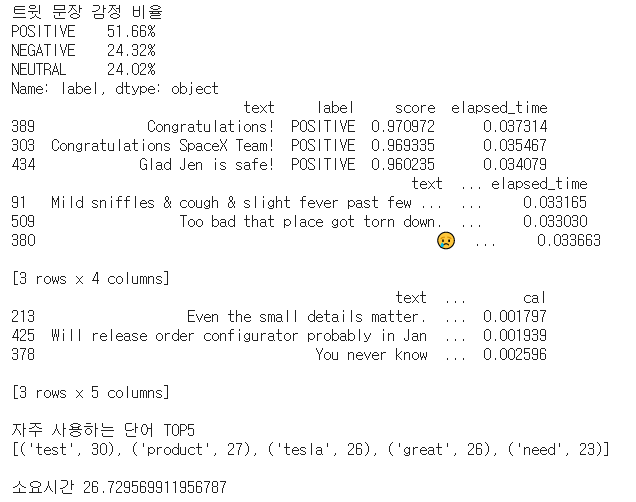 트윗 문장 감정 비율
POSITIVE    51.66%
NEGATIVE    24.32%
NEUTRAL     24.02%
Name: label, dtype: object
text     label     score  elapsed_time
389                Congratulations!  POSITIVE  0.970972      0.037314
303  Congratulations SpaceX Team!  POSITIVE  0.969335      0.035467
434               Glad Jen is safe!  POSITIVE  0.960235      0.034079
text  ... elapsed_time
91   Mild sniffles & cough & slight fever past few ...  ...     0.033165
509                  Too bad that place got torn down.  ...     0.033030
380                                                 😢  ...     0.033663
[3 rows x 4 columns]
text  ...       cal
213                Even the small details matter.  ...  0.001797
425  Will release order configurator probably in Jan  ...  0.001939
378                                You never know  ...  0.002596
[3 rows x 5 columns]
자주 사용하는 단어 TOP5
[('test', 30), ('product', 27), ('tesla', 26), ('great', 26), ('need', 23)]
소요시간 26.729569911956787